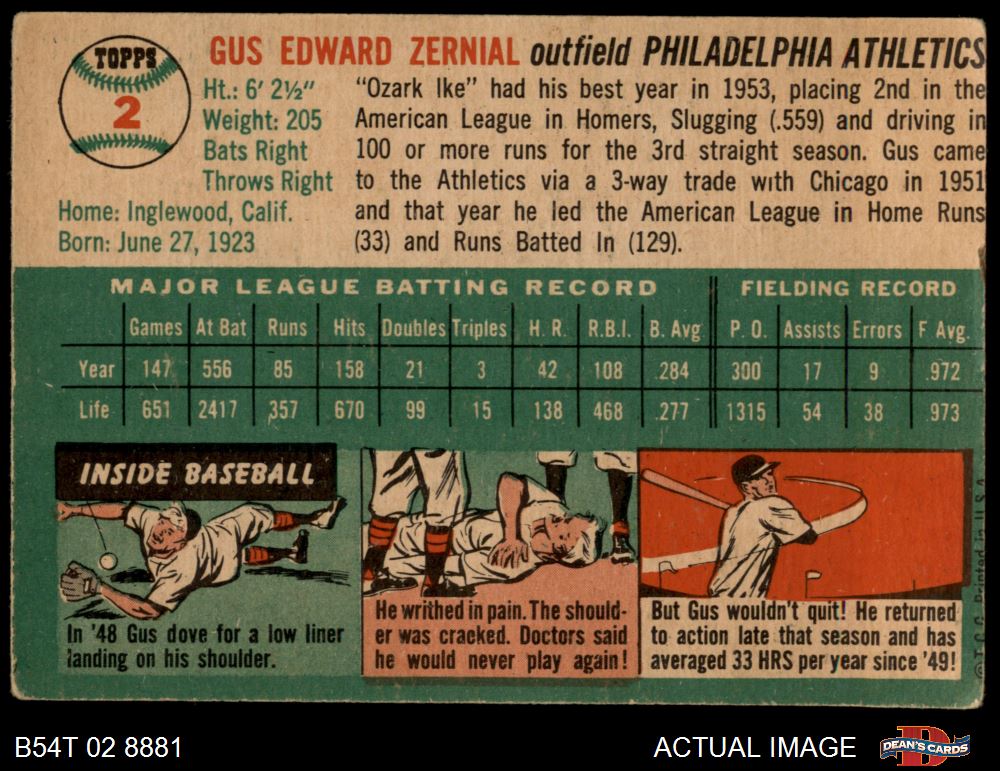 TOPPS
2
GUS EDWARD ZERNIAL outfield PHILADELPHIA ATHLETICS
Ht.: 6' 2½"
Weight: 205
Bats Right
Throws Right
Home: Inglewood, Calif.
Born: June 27, 1923
"Ozark Ike" had his best year in 1953, placing 2nd in the
American League in Homers, Slugging (.559) and driving in
100 or more runs for the 3rd straight season. Gus came
to the Athletics via a 3-way trade with Chicago in 1951
and that year he led the American League in Home Runs
(33) and Runs Batted In (129).
MAJOR LEAGUE BATTING RECORD FIELDING RECORD
Games At Bat Runs Hits Doubles Triples H. R. R.B.I. B. Avg P. O. Assists Errors F Avg.
Year 147 556 85 158 21 3 42 108 .284 300 17 9 .972
Life 651 2417 357 670 99 15 138 468 .277 1315 54 38 .973
INSIDE BASEBALL
In '48 Gus dove for a low liner
landing on his shoulder.
He writhed in pain. The should-
er was cracked. Doctors said
he would never play again!
But Gus wouldn't quit! He returned
to action late that season and has
averaged 33 HRS per year since '49!
© T.C.G. Printed in U.S.A.
B54T 02 8881
ACTUAL IMAGE
DEAN'S CARDS